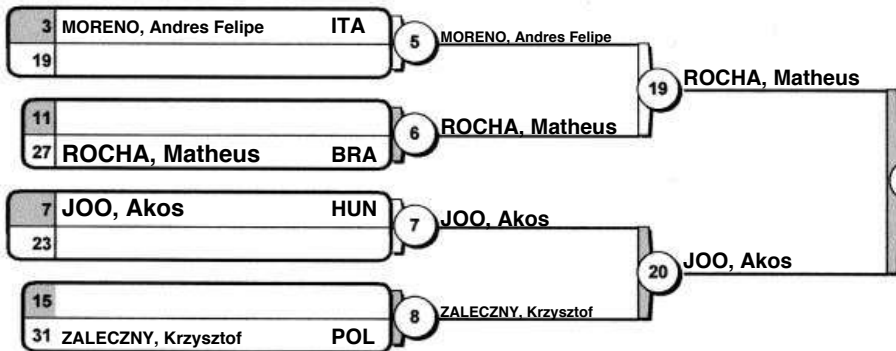 3 MORENO, Andres Felipe ITA
19
5 MORENO, Andres Felipe
19 ROCHA, Matheus
11
27 ROCHA, Matheus BRA
6 ROCHA, Matheus
7 JOO, Akos HUN
23
7 JOO, Akos
20 JOO, Akos
15
31 ZALECZNY, Krzysztof POL
8 ZALECZNY, Krzysztof